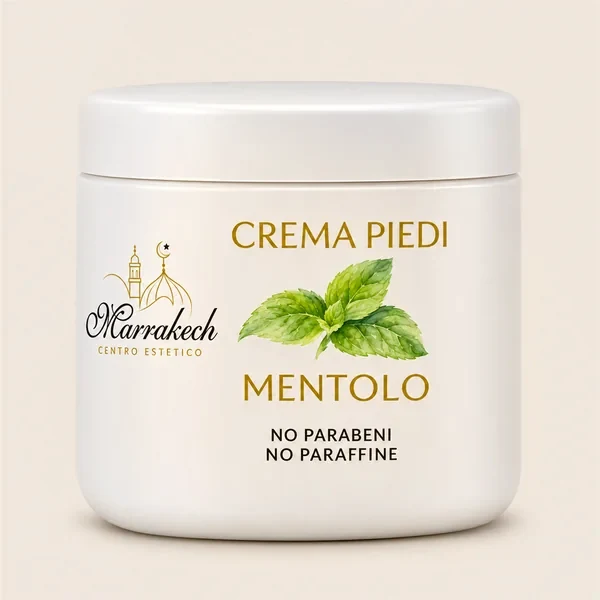 CREMA PIEDI
Marrakech
CENTRO ESTETICO
MENTOLO
NO PARABENI
NO PARAFFINE